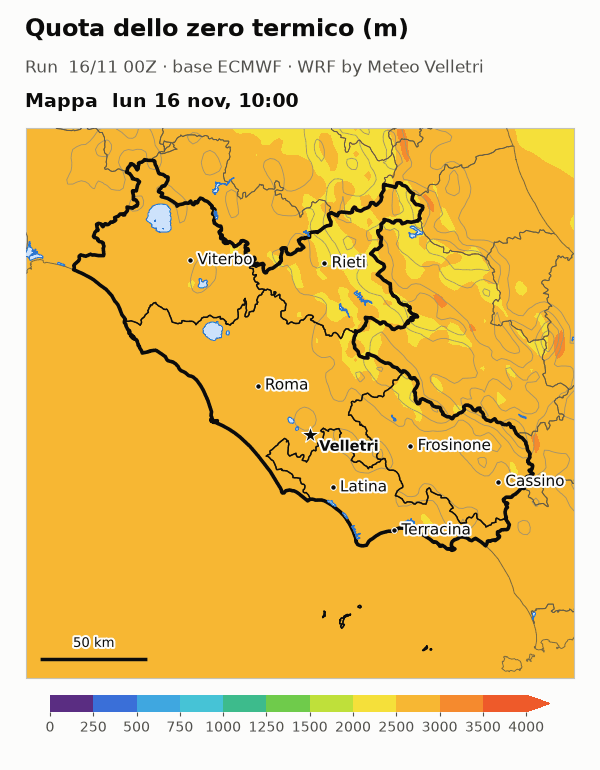 Quota dello zero termico (m)
Run 16/11 00Z · base ECMWF · WRF by Meteo Velletri
Mappa lun 16 nov, 10:00
Viterbo
Rieti
Roma
Velletri
Frosinone
Latina
Cassino
Terracina
50 km
0 250 500 750 1000 1250 1500 2000 2500 3000 3500 4000